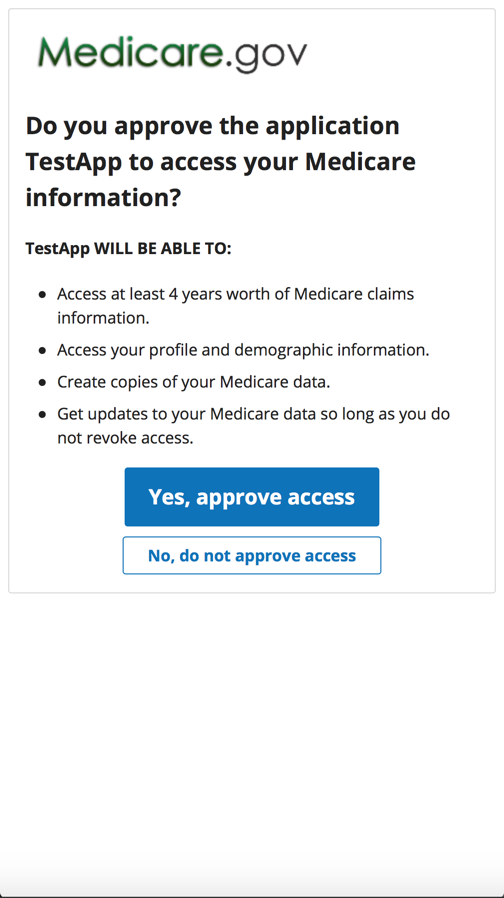 Medicare.gov
Do you approve the application
TestApp to access your Medicare
information?
TestApp WILL BE ABLE TO:
Access at least 4 years worth of Medicare claims
information.
Access your profile and demographic information.
Create copies of your Medicare data.
Get updates to your Medicare data so long as you do
not revoke access.
Yes, approve access
No, do not approve access